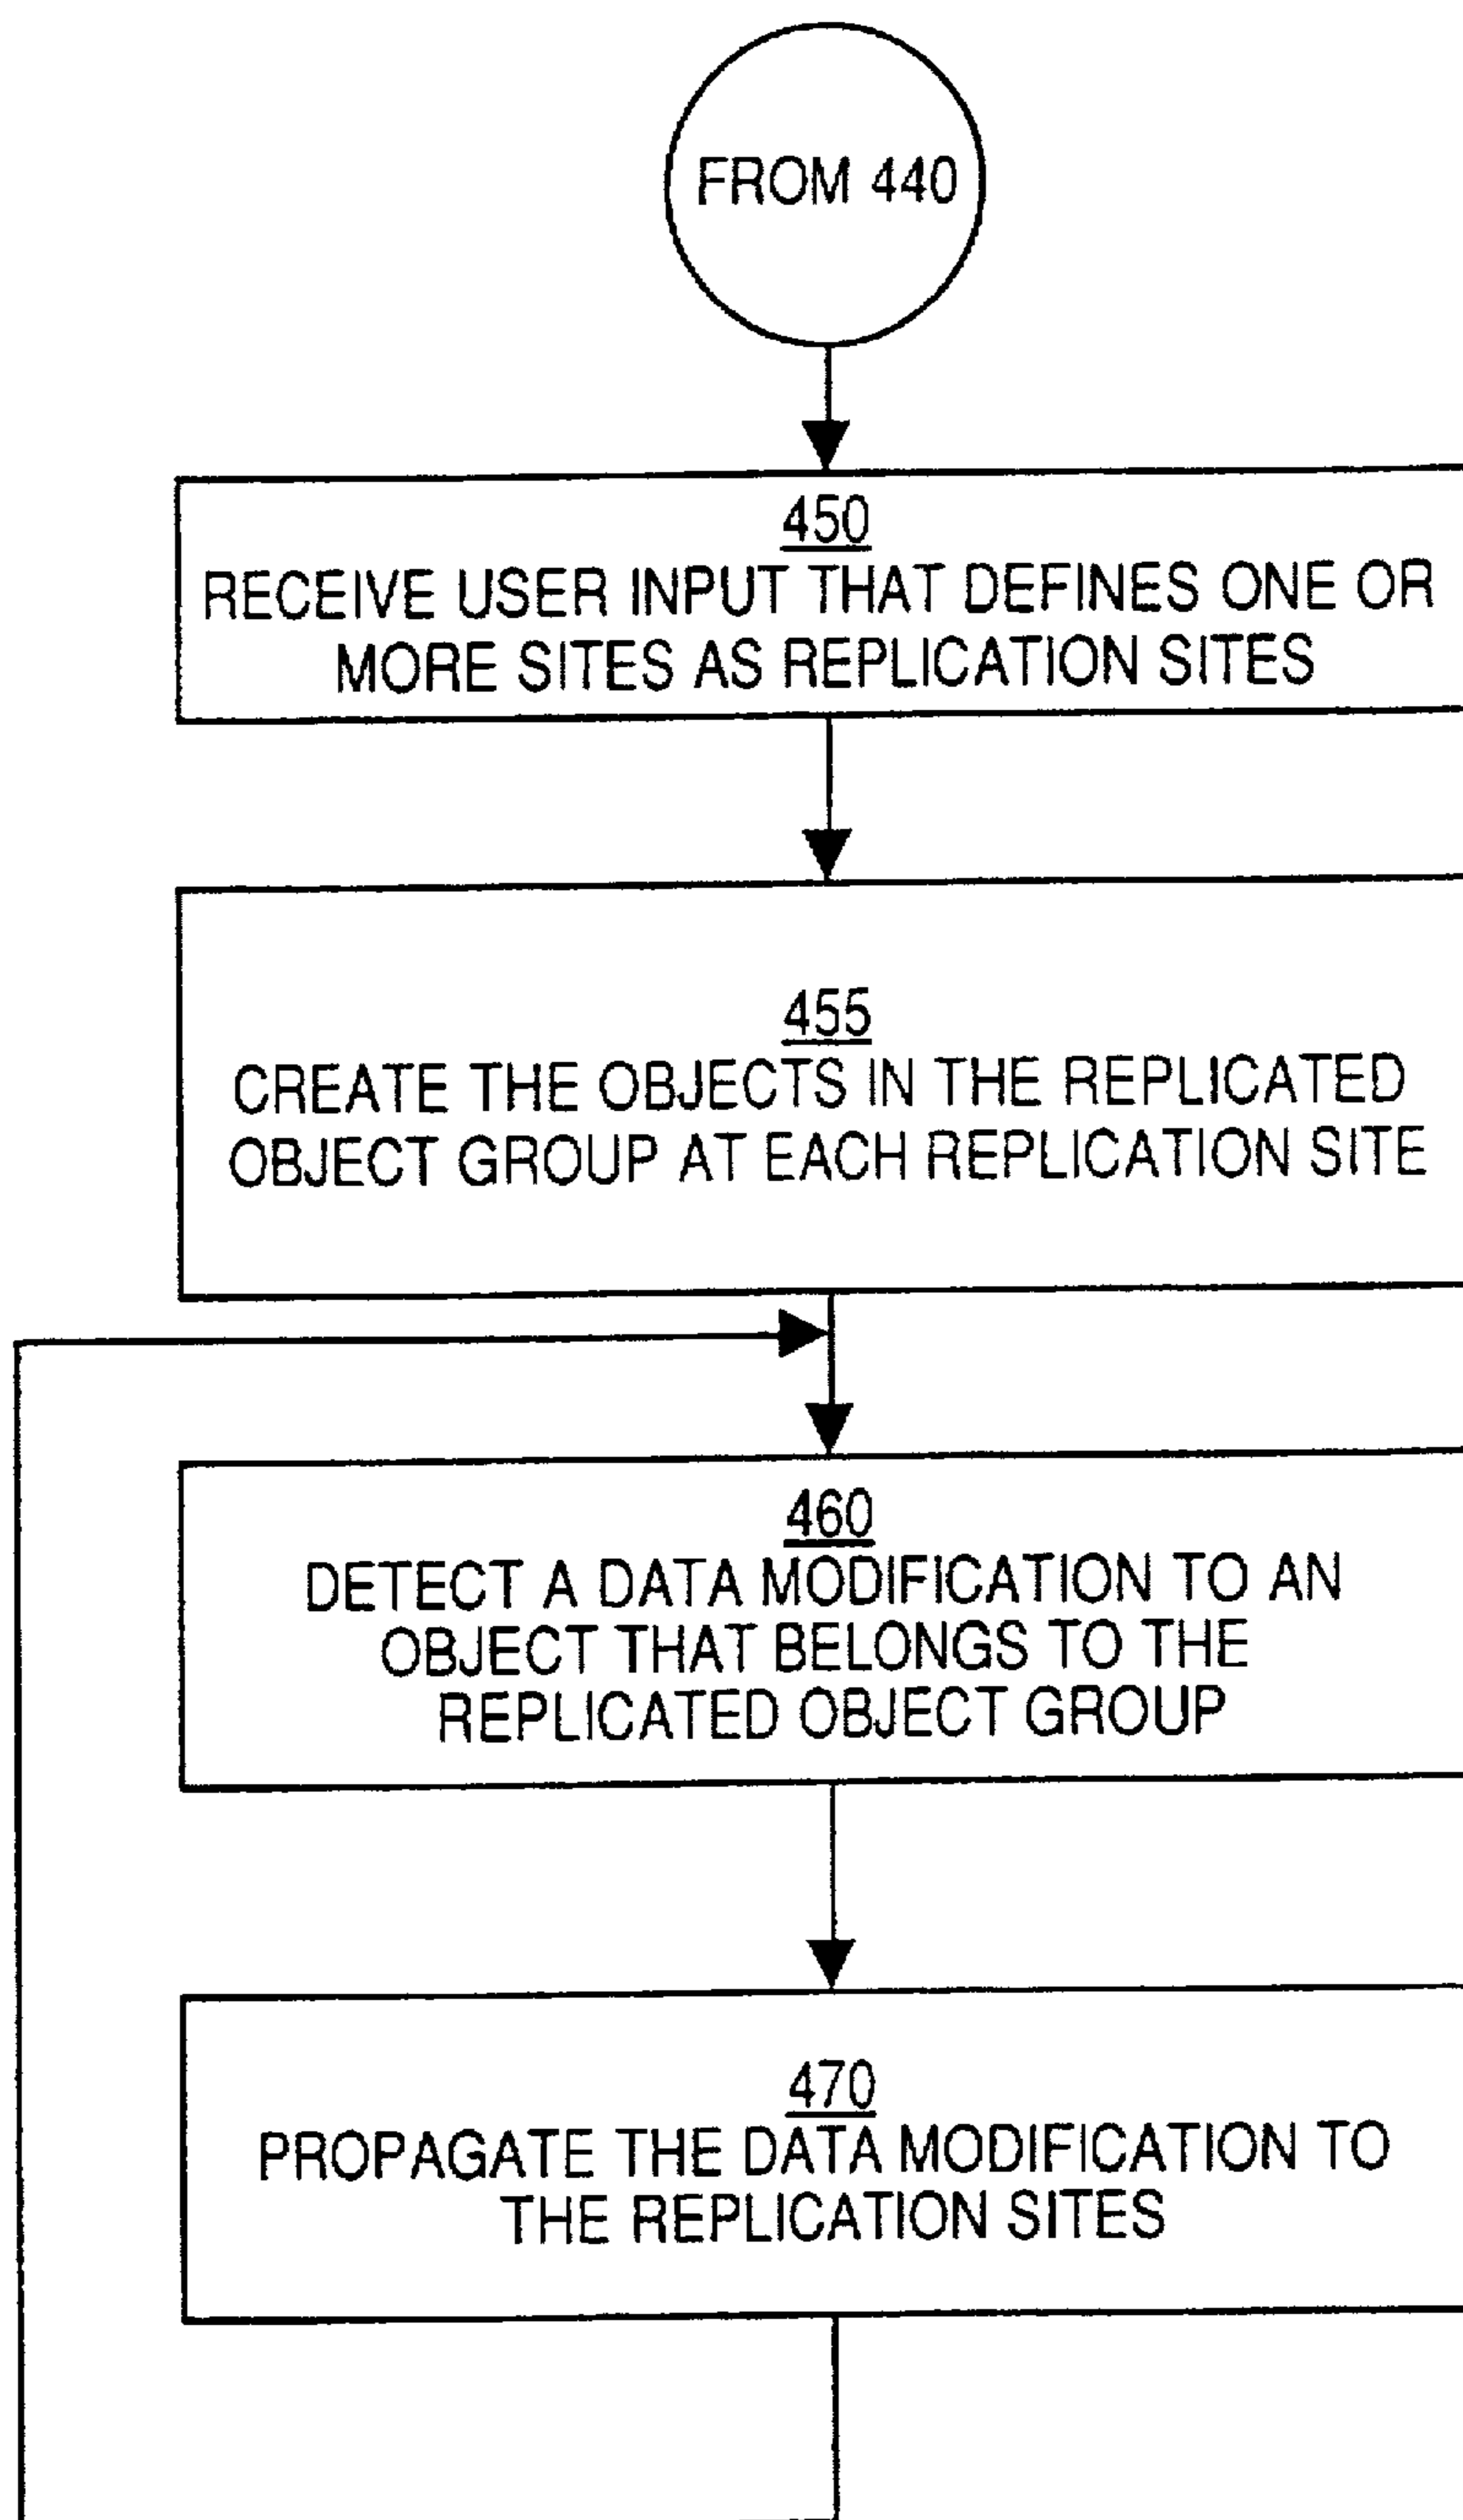 FROM 440
450
RECEIVE USER INPUT THAT DEFINES ONE OR
MORE SITES AS REPLICATION SITES
455
CREATE THE OBJECTS IN THE REPLICATED
OBJECT GROUP AT EACH REPLICATION SITE
460
DETECT A DATA MODIFICATION TO AN
OBJECT THAT BELONGS TO THE
REPLICATED OBJECT GROUP
470
PROPAGATE THE DATA MODIFICATION TO
THE REPLICATION SITES